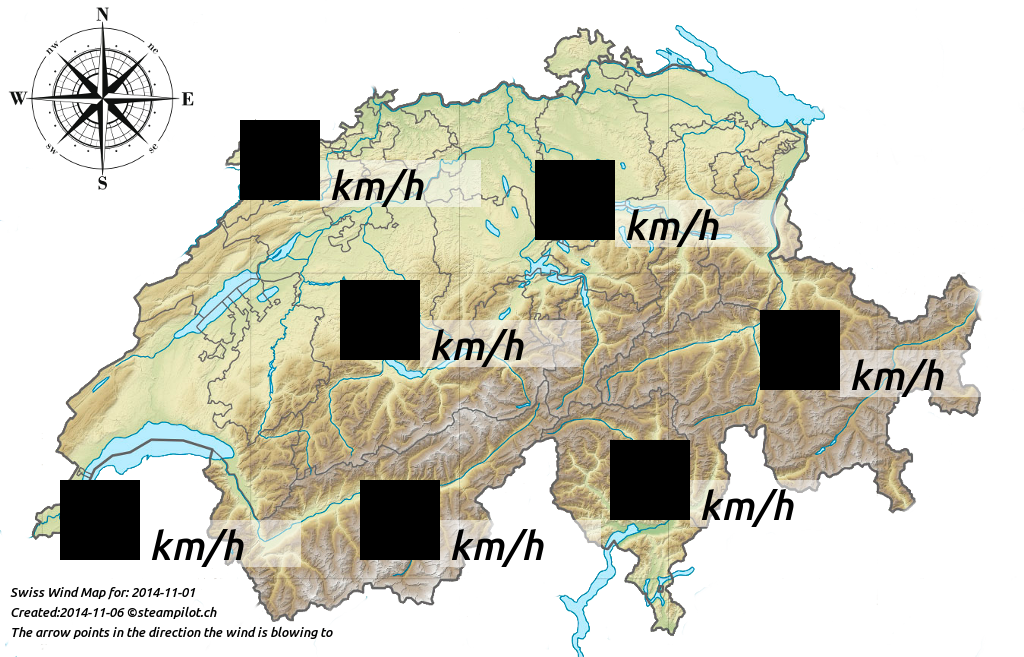 N
nw ne
W E
sw se
S
km/h
km/h
km/h
km/h
km/h
km/h
km/h
Swiss Wind Map for: 2014-11-01
Created:2014-11-06 ©steampilot.ch
The arrow points in the direction the wind is blowing to